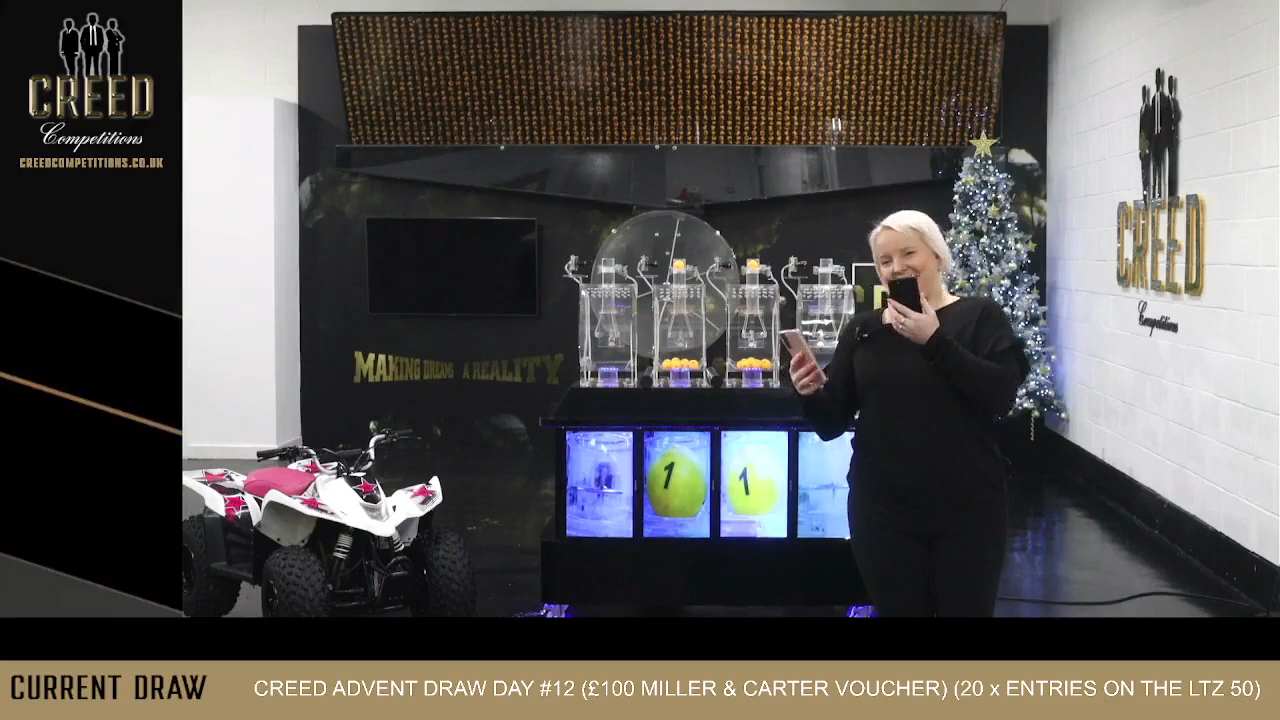 CREED
Competitions
CREEDCOMPETITIONS.CO.UK
MAKING DREAMS A REALITY
1
1
CREED
Competitions
CURRENT DRAW
CREED ADVENT DRAW DAY #12 (£100 MILLER & CARTER VOUCHER) (20 x ENTRIES ON THE LTZ 50)